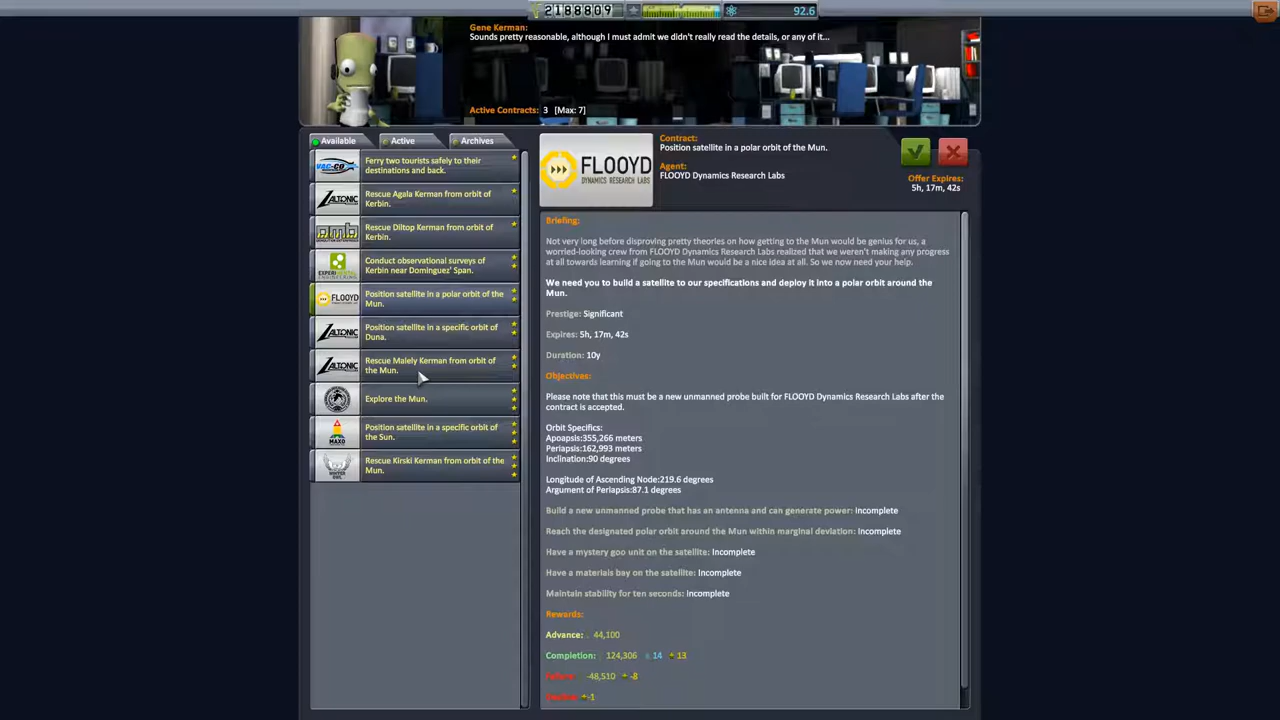 2188809
92.6
Gene Kerman:
Sounds pretty reasonable, although I must admit we didn't really read the details, or any of it...
Active Contracts: 3 [Max: 7]
Available
Active
Archives
Ferry two tourists safely to their
destinations and back.
Rescue Agala Kerman from orbit of
Kerbin.
Rescue Diltop Kerman from orbit of
Kerbin.
Conduct observational surveys of
Kerbin near Dominguez' Span.
Position satellite in a polar orbit of the
Mun.
Position satellite in a specific orbit of
Duna.
Rescue Malely Kerman from orbit of
the Mun.
Explore the Mun.
Position satellite in a specific orbit of
the Sun.
Rescue Kirski Kerman from orbit of the
Mun.
FLOOYD
DYNAMICS RESEARCH LABS
Contract:
Position satellite in a polar orbit of the Mun.
Agent:
FLOOYD Dynamics Research Labs
Offer Expires:
5h, 17m, 42s
Briefing:
Not very long before disproving pretty theories on how getting to the Mun would be genius for us, a
worried-looking crew from FLOOYD Dynamics Research Labs realized that we weren't making any progress
at all towards learning if going to the Mun would be a nice idea at all. So we now need your help.
We need you to build a satellite to our specifications and deploy it into a polar orbit around the
Mun.
Prestige: Significant
Expires: 5h, 17m, 42s
Duration: 10y
Objectives:
Please note that this must be a new unmanned probe built for FLOOYD Dynamics Research Labs after the
contract is accepted.
Orbit Specifics:
Apoapsis:355,266 meters
Periapsis:162,993 meters
Inclination:90 degrees
Longitude of Ascending Node:219.6 degrees
Argument of Periapsis:87.1 degrees
Build a new unmanned probe that has an antenna and can generate power: Incomplete
Reach the designated polar orbit around the Mun within marginal deviation: Incomplete
Have a mystery goo unit on the satellite: Incomplete
Have a materials bay on the satellite: Incomplete
Maintain stability for ten seconds: Incomplete
Rewards:
Advance: 44,100
Completion: 124,306 14 13
Failure: -48,510 -8
-1